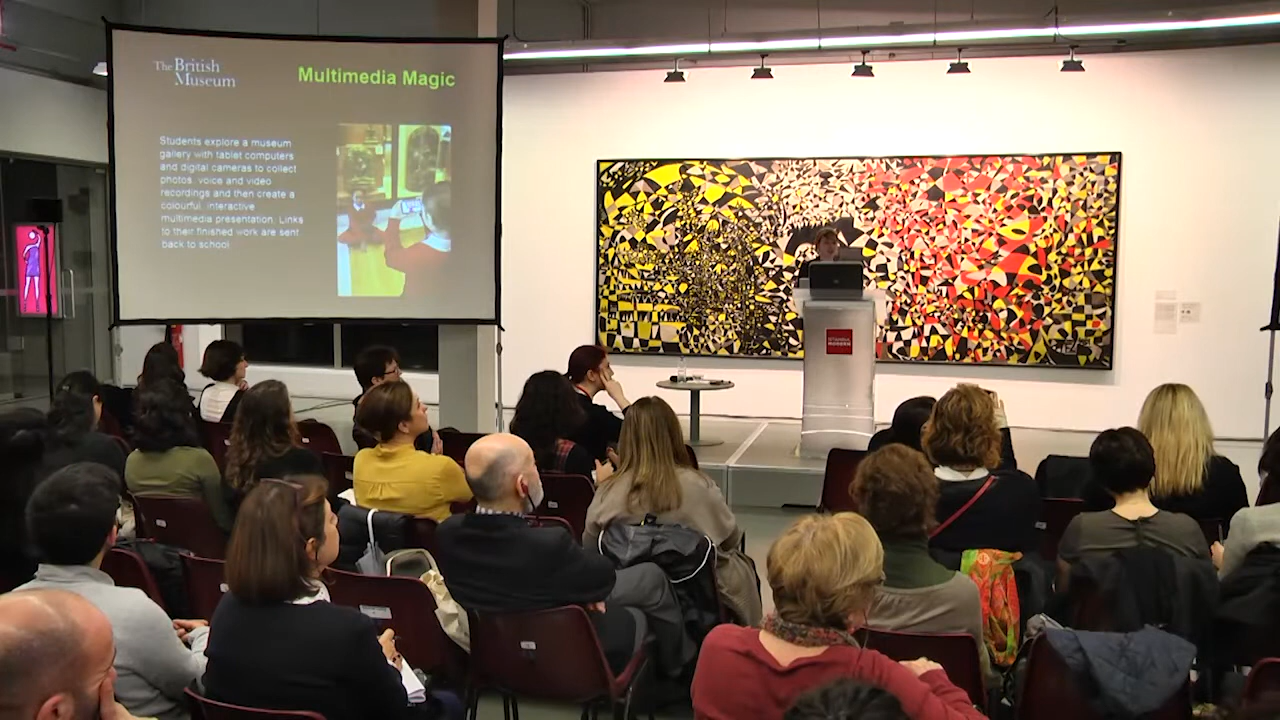 The British
Museum
Multimedia Magic
Students explore a museum
gallery with tablet computers
and digital cameras to collect
photos, voice and video
recordings and then create a
colourful, interactive
multimedia presentation. Links
to their finished work are sent
back to school.
ISTANBUL
MODERN